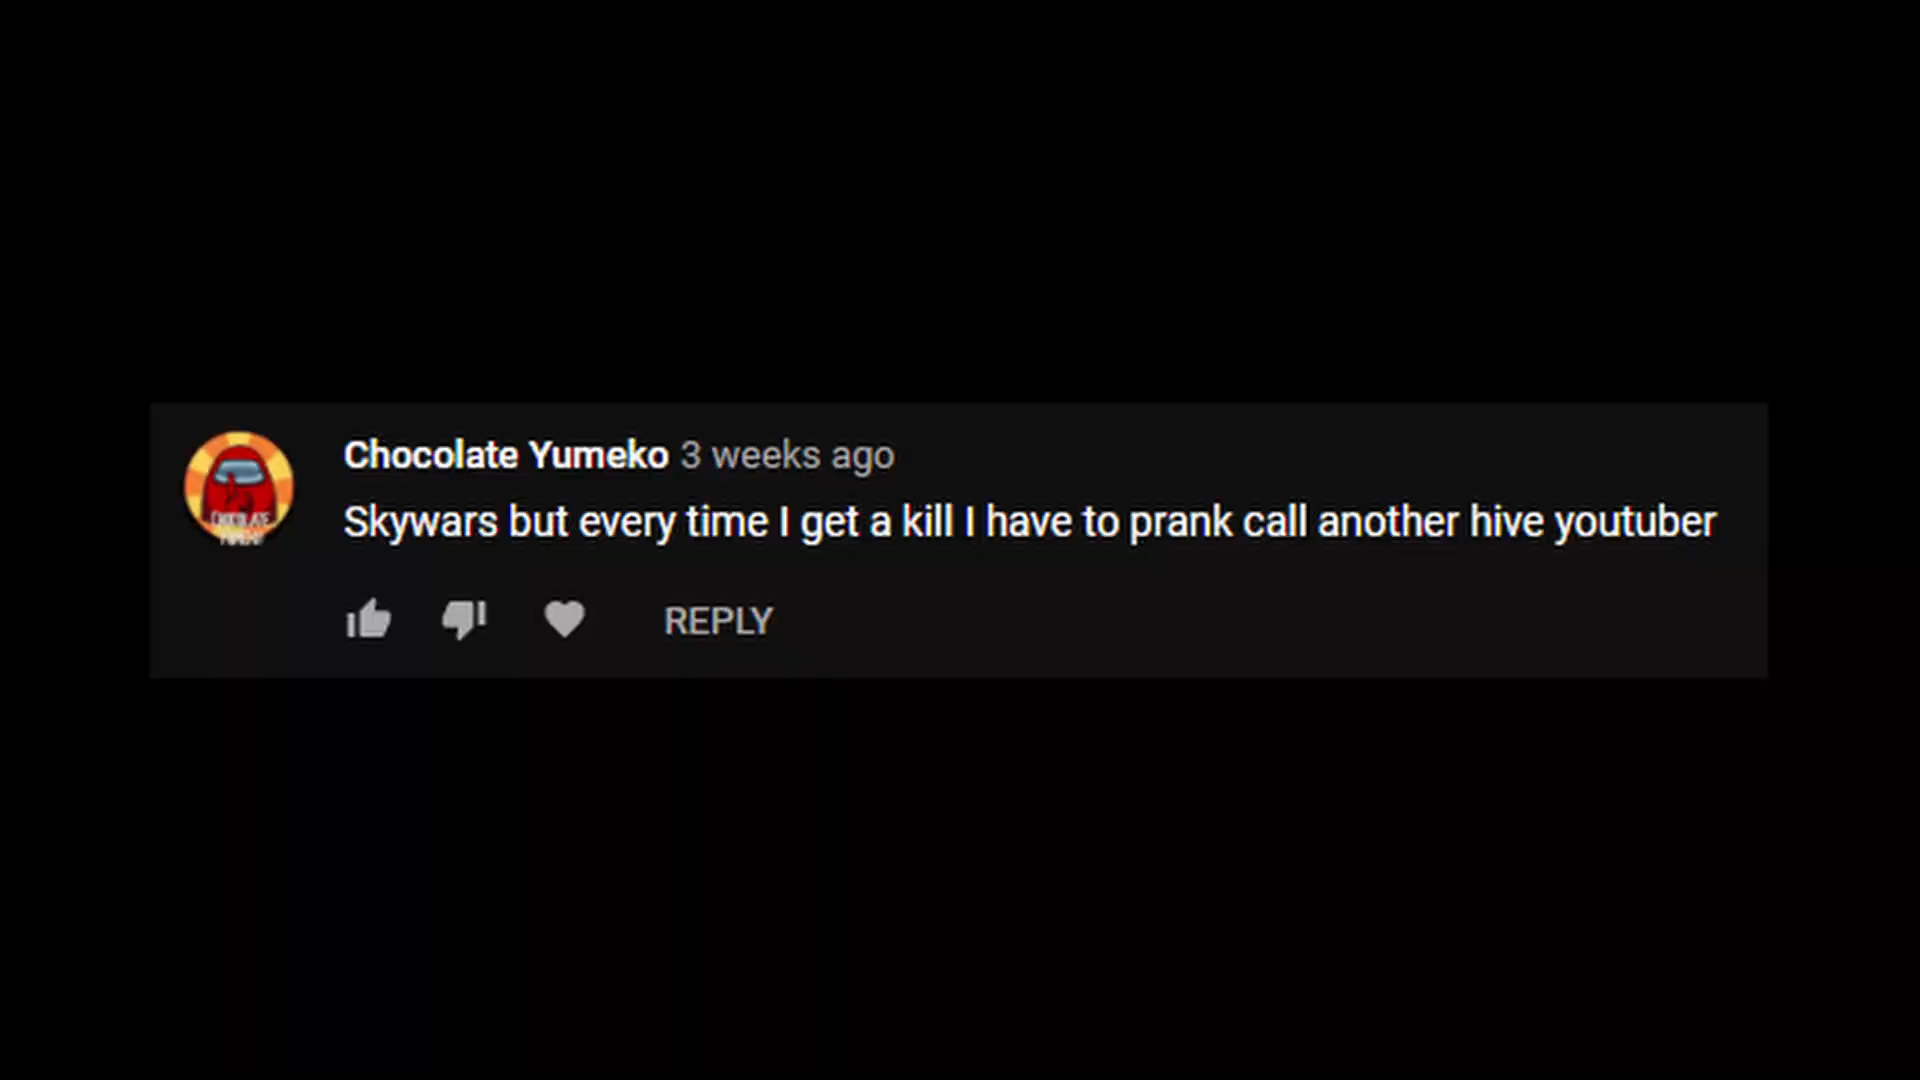 Chocolate Yumeko 3 weeks ago
Skywars but every time I get a kill I have to prank call another hive youtuber
REPLY
CHOCOLATE